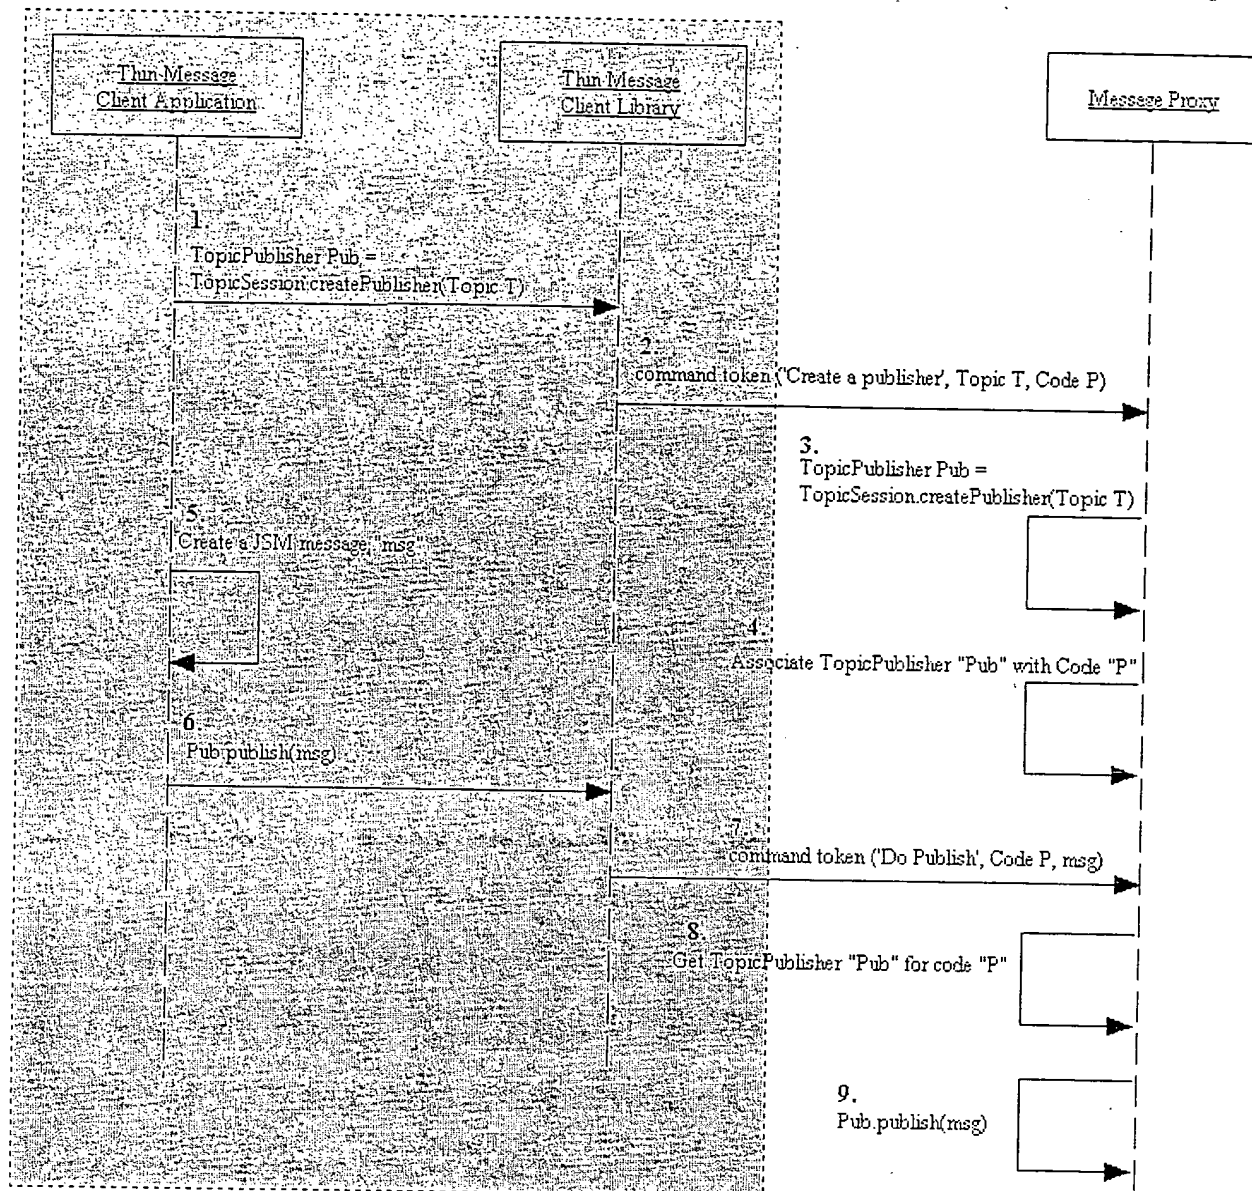 Thin Message
Client Application
Thin Message
Client Library
Message Proxy
1.
TopicPublisher Pub =
TopicSession.createPublisher(Topic T)
2.
command token ('Create a publisher', Topic T, Code P)
3.
TopicPublisher Pub =
TopicSession.createPublisher(Topic T)
4.
Associate TopicPublisher "Pub" with Code "P"
5.
Create a JSM message, "msg
6.
Pub.publish(msg)
7.
command token ('Do Publish', Code P, msg)
8.
Get TopicPublisher "Pub" for code "P"
9.
Pub.publish(msg)